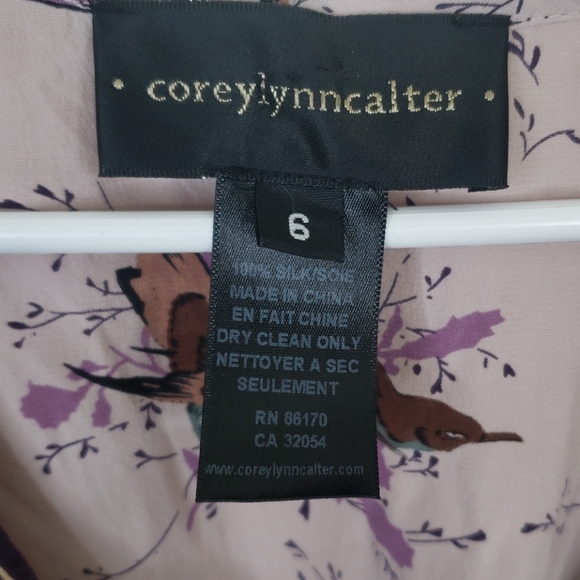 • coreylynncalter •
6
100% SILK/SOIE
MADE IN CHINA
EN FAIT CHINE
DRY CLEAN ONLY
NETTOYER A SEC
SEULEMENT
RN 66170
CA 32054
www.coreylynncalter.com